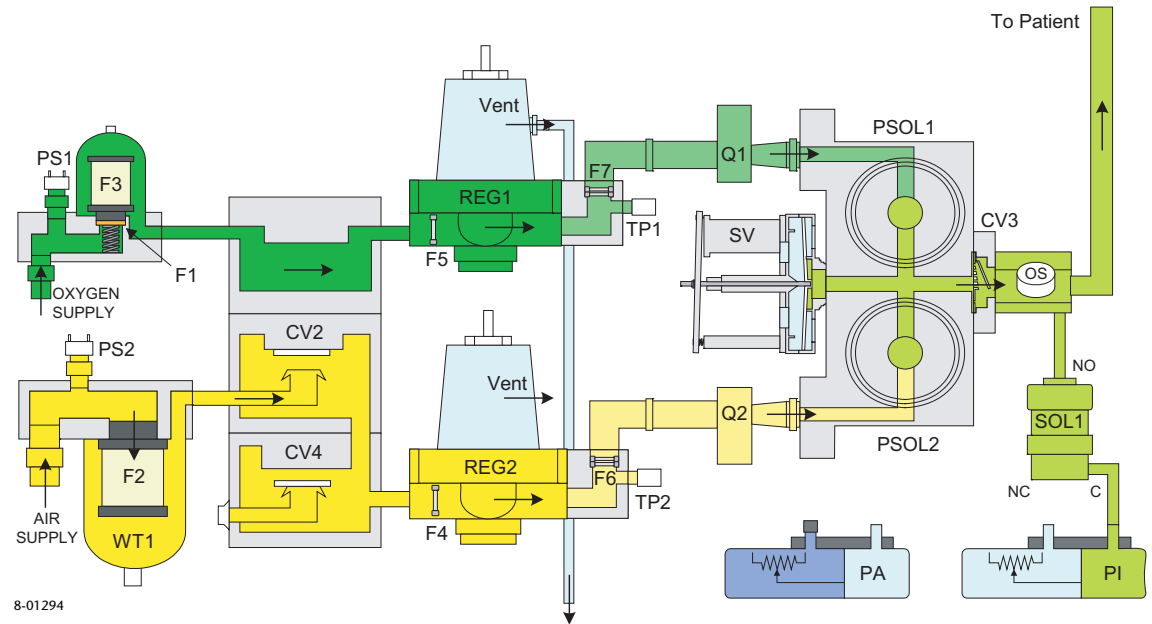 To Patient
Vent
PSOL1
PS1
F3
Q1
F7
REG1
CV3
TP1
SV
F5
F1
OS
OXYGEN
SUPPLY
CV2
PS2
NO
Vent
Q2
SOL1
PSOL2
CV4
REG2
F6
F2
TP2
NC
C
AIR
SUPPLY
F4
WT1
PA
PI
8-01294